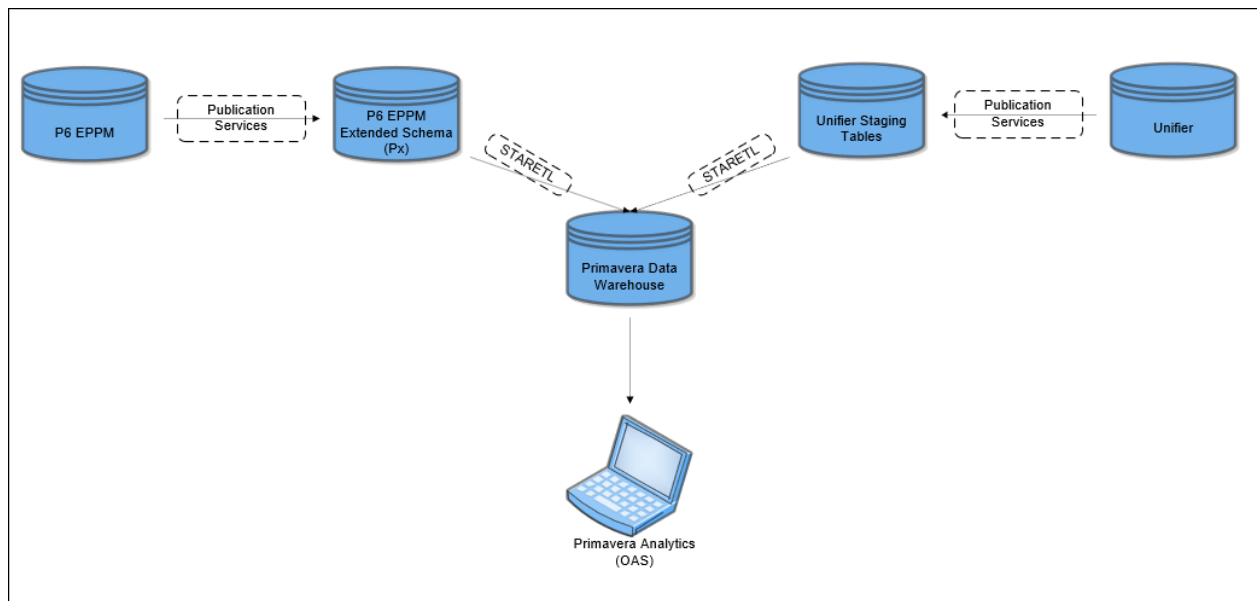 P6 EPPM
Publication
Services
P6 EPPM
Extended Schema
(Px)
Unifier Staging
Tables
Publication
Services
Unifier
STARETL
STARETL
Primavera Data
Warehouse
Primavera Analytics
(OAS)